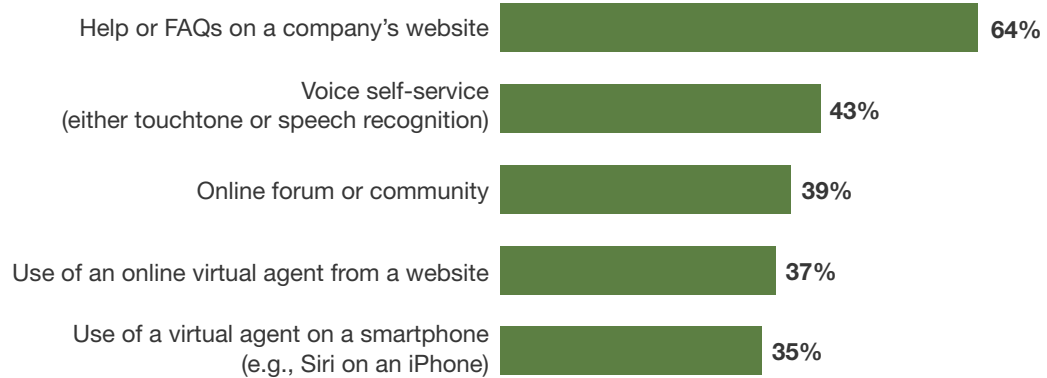 Help or FAQs on a company’s website 64%
Voice self-service
(either touchtone or speech recognition) 43%
Online forum or community 39%
Use of an online virtual agent from a website 37%
Use of a virtual agent on a smartphone
(e.g., Siri on an iPhone) 35%